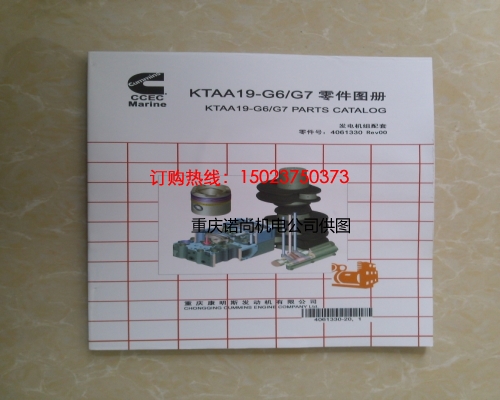 Cummins
CCEC
Marine
KTAA19-G6/G7 零件图册
KTAA19-G6/G7 PARTS CATALOG
发电机组配套
零件号: 4061330 Rev00
订购热线：15023750373
重庆诺尚机电公司供图
重庆康明斯发动机有限公司
CHONGQING CUMMINS ENGINE COMPANY Ltd.
4061330-20, 1